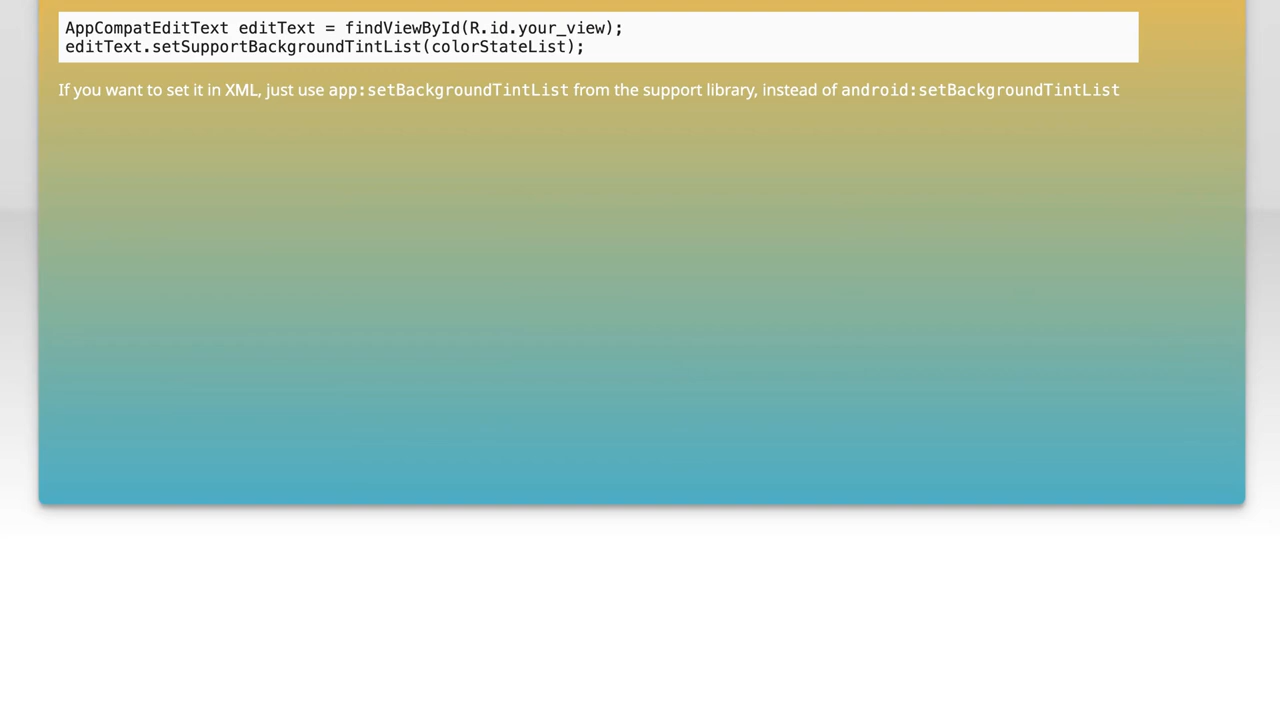 AppCompatEditText editText = findViewById(R.id.your_view);
editText.setSupportBackgroundTintList(colorStateList);
If you want to set it in XML, just use app:setBackgroundTintList from the support library, instead of android:setBackgroundTintList